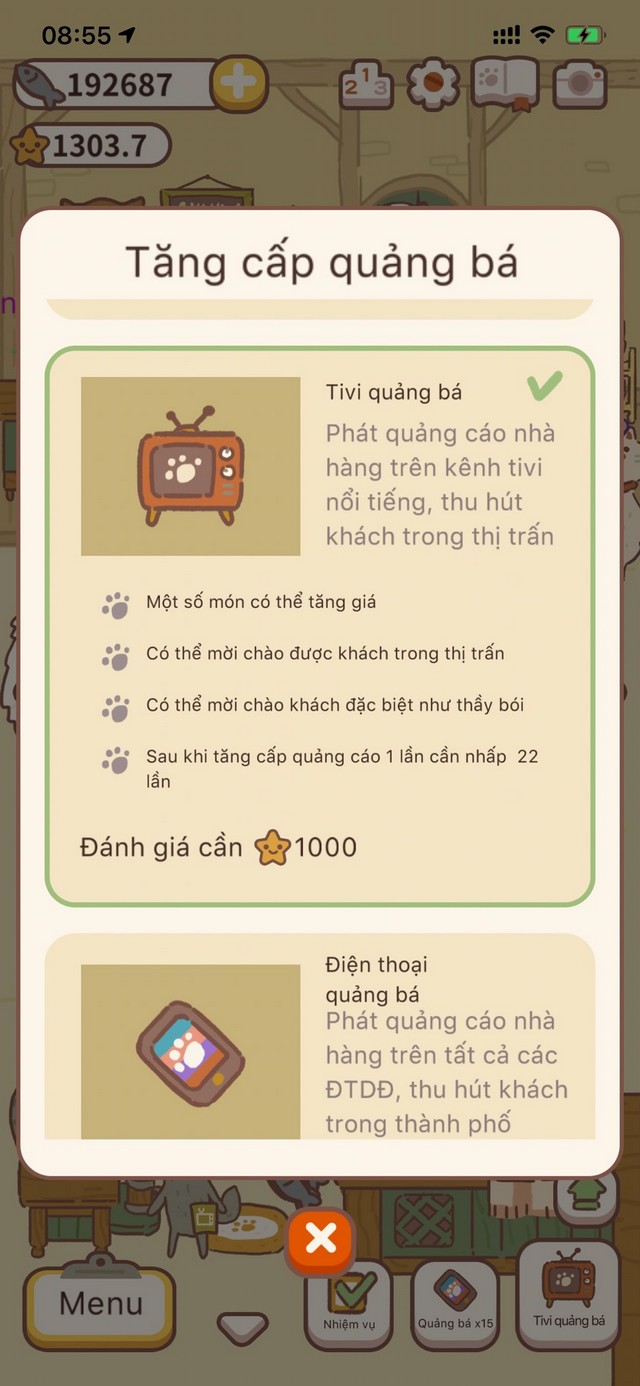 08:55
192687
1 2 3
1303.7
n
Tăng cấp quảng bá
Tivi quảng bá
Phát quảng cáo nhà
hàng trên kênh tivi
nổi tiếng, thu hút
khách trong thị trấn
Một số món có thể tăng giá
Có thể mời chào được khách trong thị trấn
Có thể mời chào khách đặc biệt như thầy bói
Sau khi tăng cấp quảng cáo 1 lần cần nhấp 22
lần
Đánh giá cần 1000
Điện thoại
quảng bá
Phát quảng cáo nhà
hàng trên tất cả các
ĐTDĐ, thu hút khách
trong thành phố
Menu
Nhiệm vụ
Quảng bá x15
Tivi quảng bá